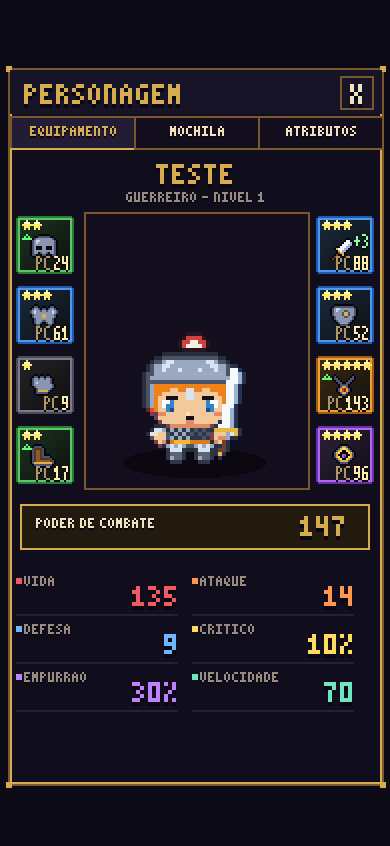 PERSONAGEM X
EQUIPAMENTO MOCHILA ATRIBUTOS
TESTE
GUERREIRO - NIVEL 1
PC24
+3
PC88
PC61
PC52
PC9
PC143
PC17
PC96
PODER DE COMBATE 147
VIDA 135
ATAQUE 14
DEFESA 9
CRITICO 10%
EMPURRAO 30%
VELOCIDADE 70